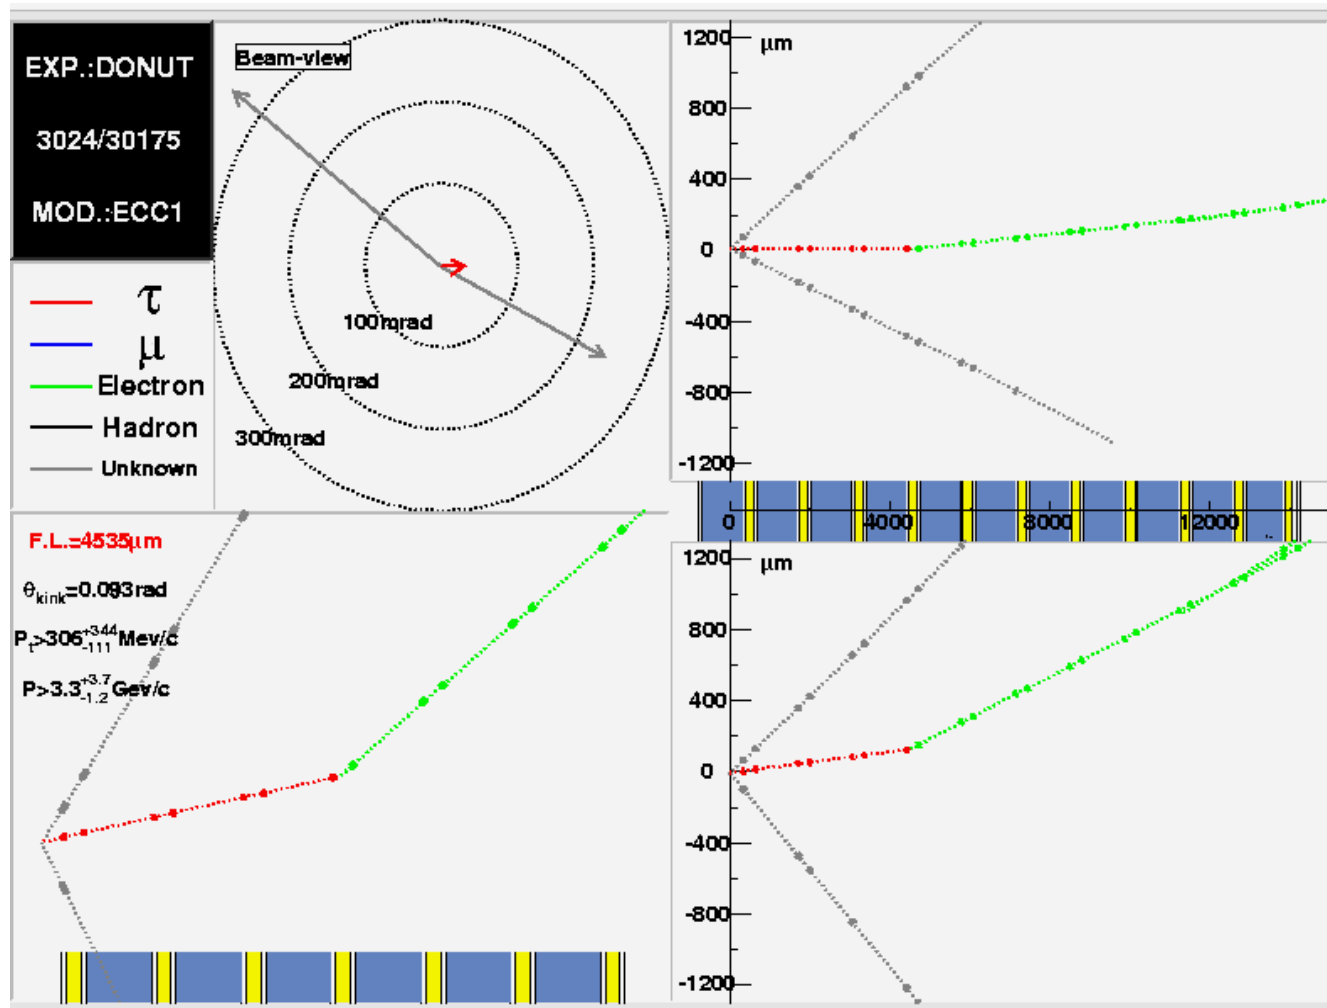 EXP.:DONUT
3024/30175
MOD.:ECC1
τ
μ
Electron
Hadron
Unknown
Beam-view
100mrad
200mrad
300mrad
μm
1200
800
400
0
-400
-800
-1200
0 4000 8000 12000
F.L.=4535μm
θkink=0.093rad
Pt>306+344-111Mev/c
P>3.3+3.7-1.2Gev/c
1200
μm
800
400
0
-400
-800
-1200